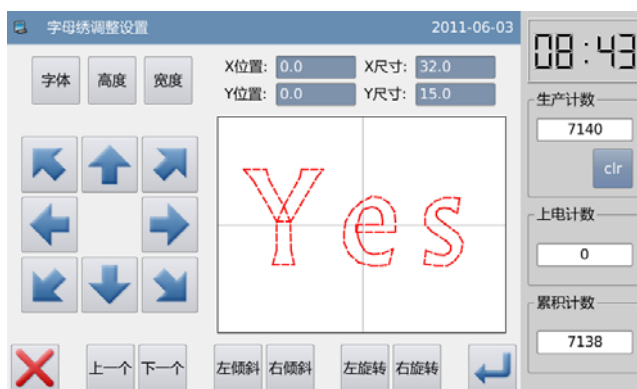 字母绣调整设置 2011-06-03
08:43
字体 高度 宽度
X位置: 0.0 X尺寸: 32.0
Y位置: 0.0 Y尺寸: 15.0
生产计数
7140
clr
Yes
上电计数
0
累积计数
7138
上一个 下一个 左倾斜 右倾斜 左旋转 右旋转